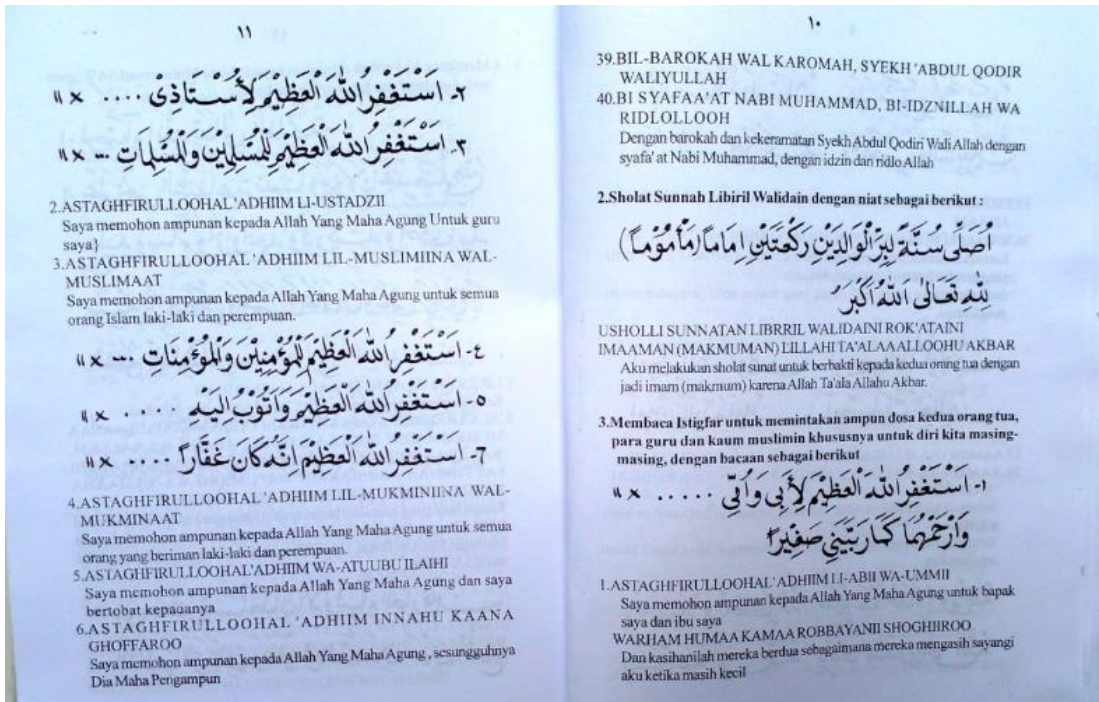 ١٠
39.BIL-BAROKAH WAL KAROMAH, SYEKH 'ABDUL QODIR
WALIYULLAH
40.BI SYAFAA'AT NABI MUHAMMAD, BI-IDZNILLAH WA
RIDLOLLOOH
Dengan barokah dan kekeramatan Syekh Abdul Qodiri Wali Allah dengan
syafa' at Nabi Muhammad, dengan idzin dan ridlo Allah
2.Sholat Sunnah Libiril Walidain dengan niat sebagai berikut :
اُصَلِّى سُنَّةً لِبِرِّالْوَالِدَيْنِ رَكْعَتَيْنِ اِمَامًا (مَأْمُوْمًا)
لِلّٰهِ تَعَالٰى اَللّٰهُ اَكْبَرُ
USHOLLI SUNNATAN LIBRRIL WALIDAINI ROK'ATAINI
IMAAMAN (MAKMUMAN) LILLAHI TA'ALAA ALLOOHU AKBAR
Aku melakukan sholat sunat untuk berbakti kepada kedua orang tua dengan
jadi imam (makmum) karena Allah Ta'ala Allahu Akbar.
3.Membaca Istigfar untuk memintakan ampun dosa kedua orang tua,
para guru dan kaum muslimin khususnya untuk diri kita masing-
masing, dengan bacaan sebagai berikut
١- اَسْتَغْفِرُ اللّٰهَ الْعَظِيْمَ لِأَبِى وَأُمِّى ..... × ١١
وَارْحَمْهُمَا كَمَا رَبَّيَنِي صَغِيْرًا
1.ASTAGHFIRULLOOHAL'ADHIIM LI-ABII WA-UMMII
Saya memohon ampunan kepada Allah Yang Maha Agung untuk bapak
saya dan ibu saya
WARHAM HUMAA KAMAA ROBBAYANII SHOGHIIROO
Dan kasihanilah mereka berdua sebagaimana mereka mengasih sayangi
aku ketika masih kecil
١١
٢- اَسْتَغْفِرُ اللّٰهَ الْعَظِيْمَ لِأُسْتَاذِى .... × ١١
٣- اَسْتَغْفِرُ اللّٰهَ الْعَظِيْمَ لِلْمُسْلِمِيْنَ وَالْمُسْلِمَاتِ ... × ١١
2.ASTAGHFIRULLOOHAL 'ADHIIM LI-USTADZII
Saya memohon ampunan kepada Allah Yang Maha Agung Untuk guru
saya}
3.ASTAGHFIRULLOOHAL 'ADHIIM LIL-MUSLIMIINA WAL-
MUSLIMAAT
Saya memohon ampunan kepada Allah Yang Maha Agung untuk semua
orang Islam laki-laki dan perempuan.
٤- اَسْتَغْفِرُ اللّٰهَ الْعَظِيْمَ لِلْمُؤْمِنِيْنَ وَالْمُؤْمِنَاتِ ... × ١١
٥- اَسْتَغْفِرُ اللّٰهَ الْعَظِيْمَ وَاَتُوْبُ اِلَيْهِ .... × ١١
٦- اَسْتَغْفِرُ اللّٰهَ الْعَظِيْمَ اِنَّهُ كَانَ غَفَّارًا .... × ١١
4.ASTAGHFIRULLOOHAL 'ADHIIM LIL-MUKMINIINA WAL-
MUKMINAAT
Saya memohon ampunan kepada Allah Yang Maha Agung untuk semua
orang yang beriman laki-laki dan perempuan.
5.ASTAGHFIRULLOOHAL'ADHIIM WA-ATUUBU ILAIHI
Saya memohon ampunan kepada Allah Yang Maha Agung dan saya
bertobat kepadanya
6.ASTAGHFIRULLOOHAL 'ADHIIM INNAHU KAANA
GHOFFAROO
Saya memohon ampunan kepada Allah Yang Maha Agung , sesungguhnya
Dia Maha Pengampun